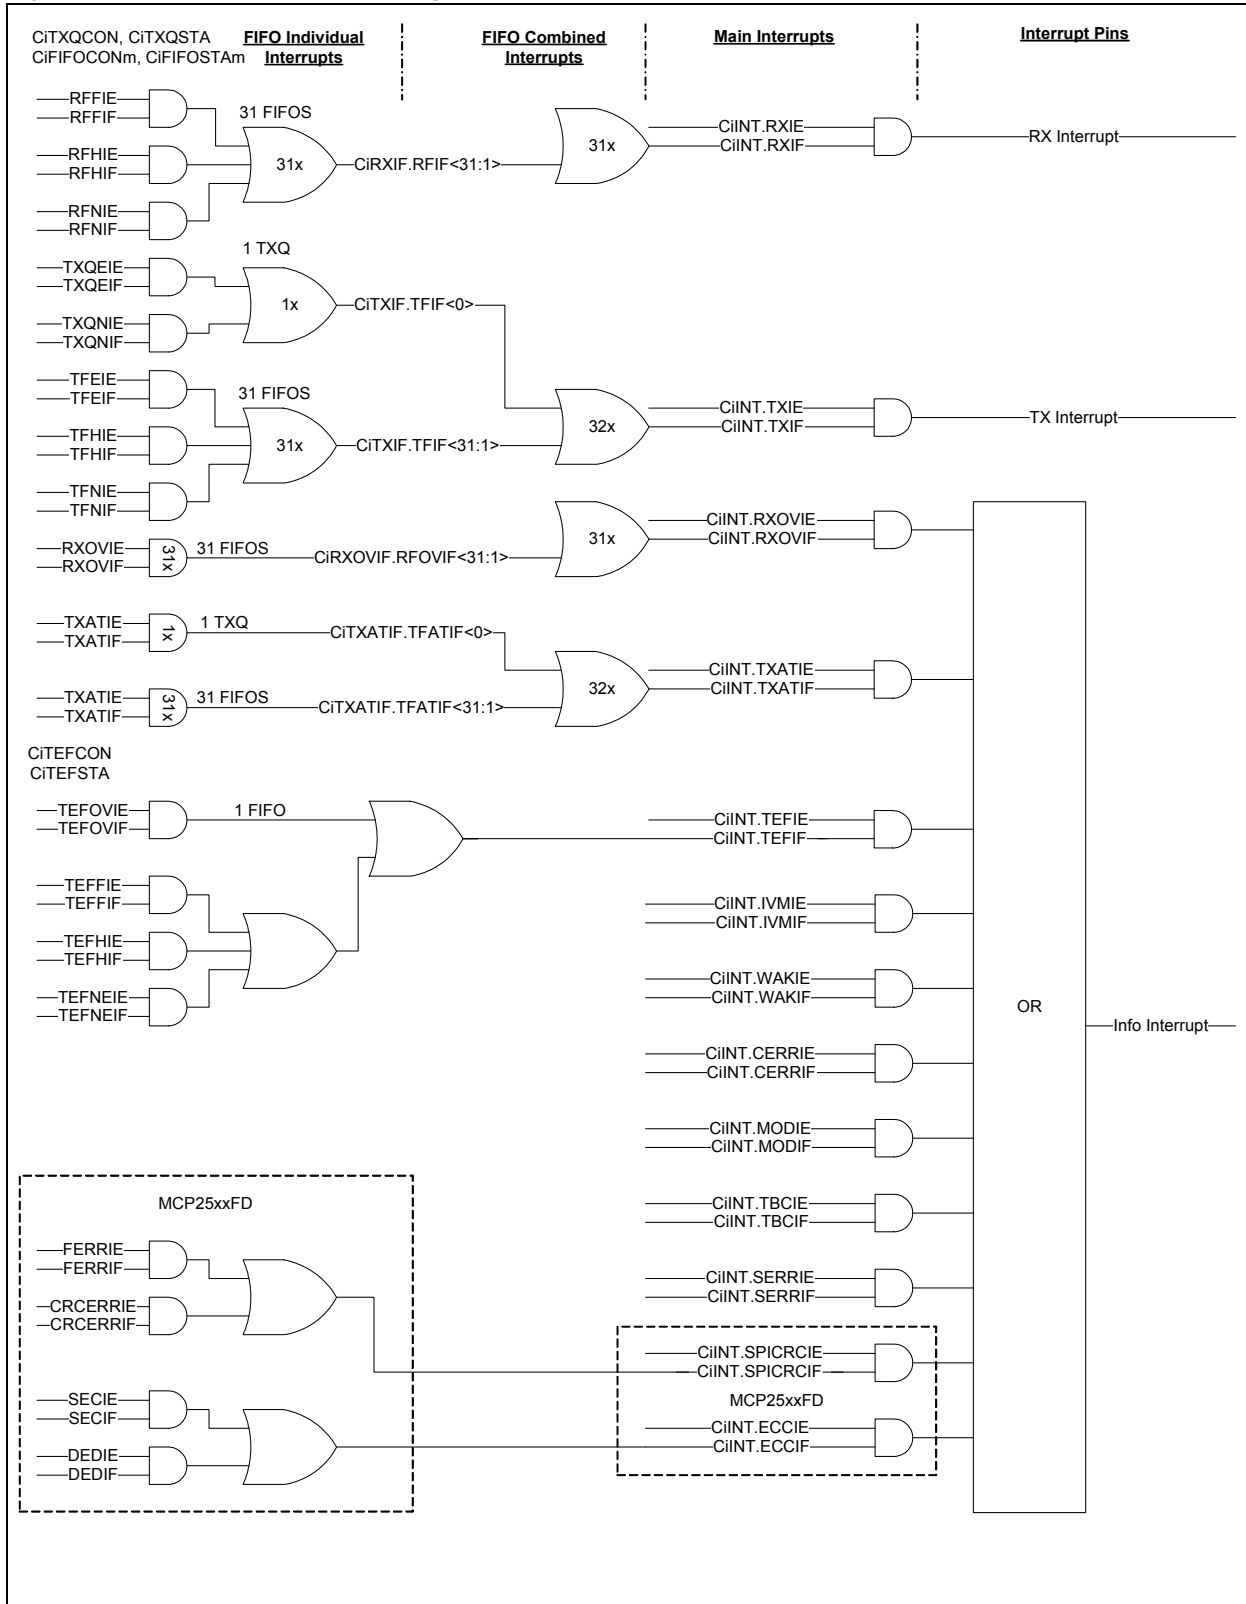 CiTXQCON, CiTXQSTA
CiFIFOCONm, CiFIFOSTAm
FIFO Individual
Interrupts
FIFO Combined
Interrupts
Main Interrupts
Interrupt Pins
RFFIE
RFFIF
31 FIFOS
RFHIE
RFHIF
31x
CiRXIF.RFIF<31:1>
31x
CiINT.RXIE
CiINT.RXIF
RX Interrupt
RFNIE
RFNIF
1 TXQ
TXQEIE
TXQEIF
1x
CiTXIF.TFIF<0>
TXQNIE
TXQNIF
TFEIE
TFEIF
31 FIFOS
TFHIE
TFHIF
31x
CiTXIF.TFIF<31:1>
32x
CiINT.TXIE
CiINT.TXIF
TX Interrupt
TFNIE
TFNIF
RXOVIE
RXOVIF
31x
31 FIFOS
CiRXOVIF.RFOVIF<31:1>
31x
CiINT.RXOVIE
CiINT.RXOVIF
TXATIE
TXATIF
1x
1 TXQ
CiTXATIF.TFATIF<0>
TXATIE
TXATIF
31x
31 FIFOS
CiTXATIF.TFATIF<31:1>
32x
CiINT.TXATIE
CiINT.TXATIF
CiTEFCON
CiTEFSTA
TEFOVIE
TEFOVIF
1 FIFO
CiINT.TEFIE
CiINT.TEFIF
TEFFIE
TEFFIF
TEFHIE
TEFHIF
TEFNEIE
TEFNEIF
CiINT.IVMIE
CiINT.IVMIF
CiINT.WAKIE
CiINT.WAKIF
OR
Info Interrupt
CiINT.CERRIE
CiINT.CERRIF
CiINT.MODIE
CiINT.MODIF
CiINT.TBCIE
CiINT.TBCIF
CiINT.SERRIE
CiINT.SERRIF
MCP25xxFD
FERRIE
FERRIF
CRCERRIE
CRCERRIF
CiINT.SPICRCIE
CiINT.SPICRCIF
MCP25xxFD
SECIE
SECIF
DEDIE
DEDIF
CiINT.ECCIE
CiINT.ECCIF